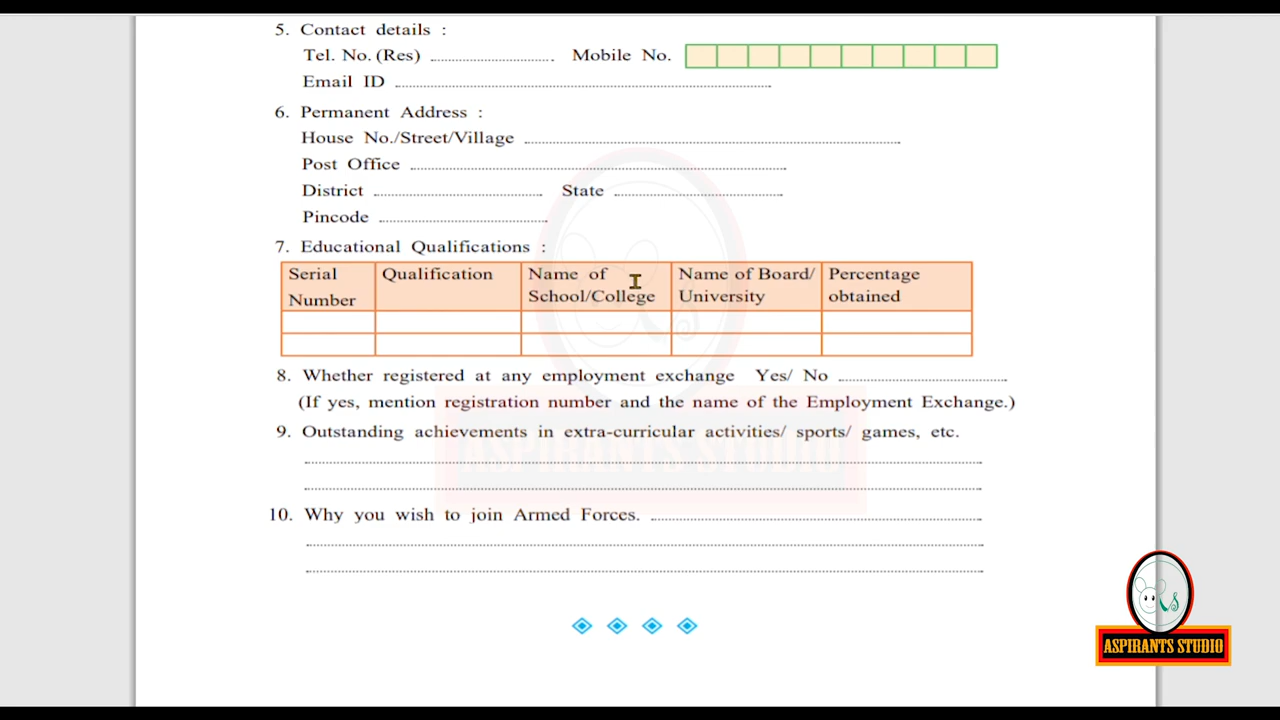 5. Contact details :
Tel. No. (Res) ................................ Mobile No.
Email ID ................................................................
6. Permanent Address :
House No./Street/Village ................................................................
Post Office ................................................................
District ................................ State ................................
Pincode ................................
7. Educational Qualifications :
Serial Number Qualification Name of School/College Name of Board/ University Percentage obtained
8. Whether registered at any employment exchange Yes/ No ................................
(If yes, mention registration number and the name of the Employment Exchange.)
9. Outstanding achievements in extra-curricular activities/ sports/ games, etc.
................................................................
................................................................
10. Why you wish to join Armed Forces. ................................................................
................................................................
................................................................
ASPIRANTS STUDIO
ASPIRANTS STUDIO